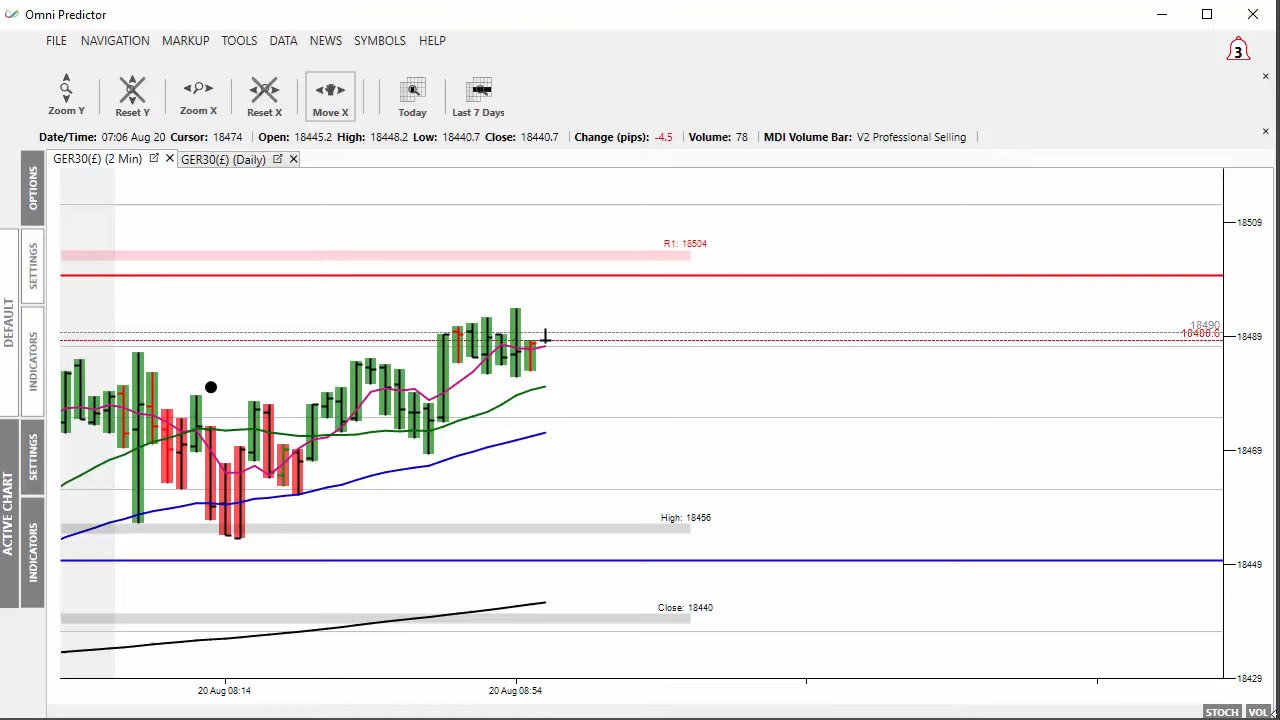 Omni Predictor
FILE NAVIGATION MARKUP TOOLS DATA NEWS SYMBOLS HELP
3
Zoom Y Reset Y Zoom X Reset X Move X Today Last 7 Days
Date/Time: 07:06 Aug 20 Cursor: 18474 Open: 18445.2 High: 18448.2 Low: 18440.7 Close: 18440.7 Change (pips): -4.5 Volume: 78 MDI Volume Bar: V2 Professional Selling
GER30(£) (2 Min) GER30(£) (Daily)
OPTIONS
SETTINGS
INDICATORS
DEFAULT
SETTINGS
INDICATORS
ACTIVE CHART
18509
R1: 18504
18490
18489
18469
High: 18456
18449
Close: 18440
18429
20 Aug 08:14 20 Aug 08:54
STOCH VOL